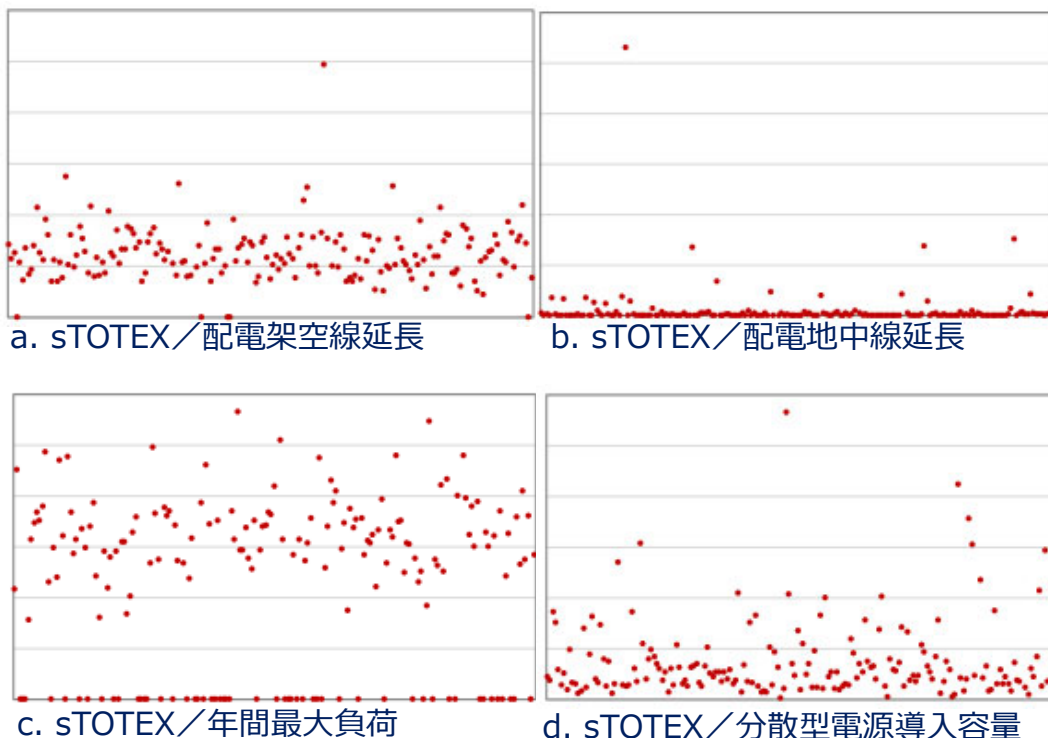 a. sTOTEX／配電架空線延長
b. sTOTEX／配電地中線延長
c. sTOTEX／年間最大負荷
d. sTOTEX／分散型電源導入容量